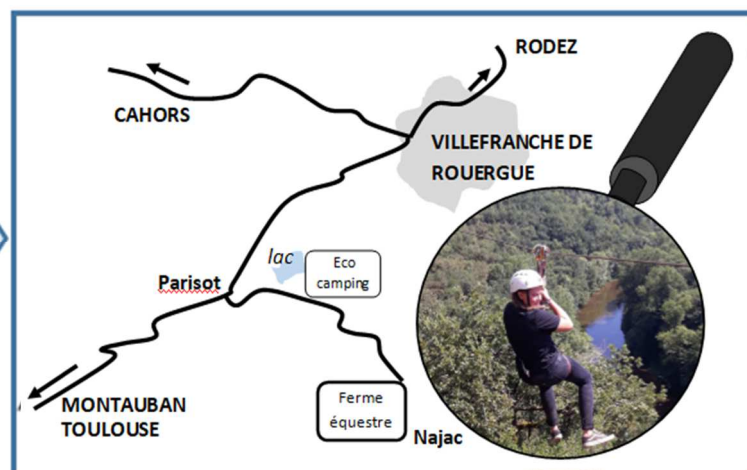 RODEZ
CAHORS
VILLEFRANCHE DE
ROUERGUE
lac
Eco
camping
Parisot
MONTAUBAN
TOULOUSE
Ferme
équestre
Najac